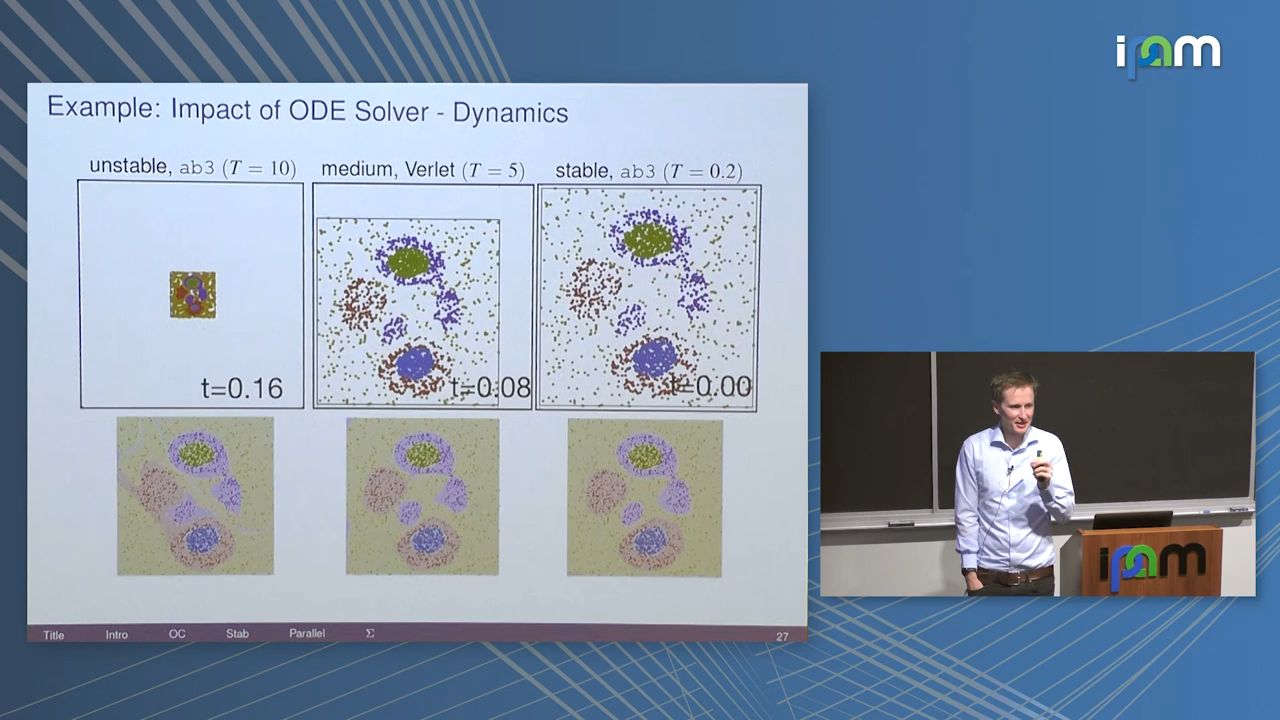 ipam
Example: Impact of ODE Solver - Dynamics
unstable, ab3 (T = 10)
medium, Verlet (T = 5)
stable, ab3 (T = 0.2)
t=0.16
t=0.08
t=0.00
ipam
Title Intro OC Stab Parallel Σ 27